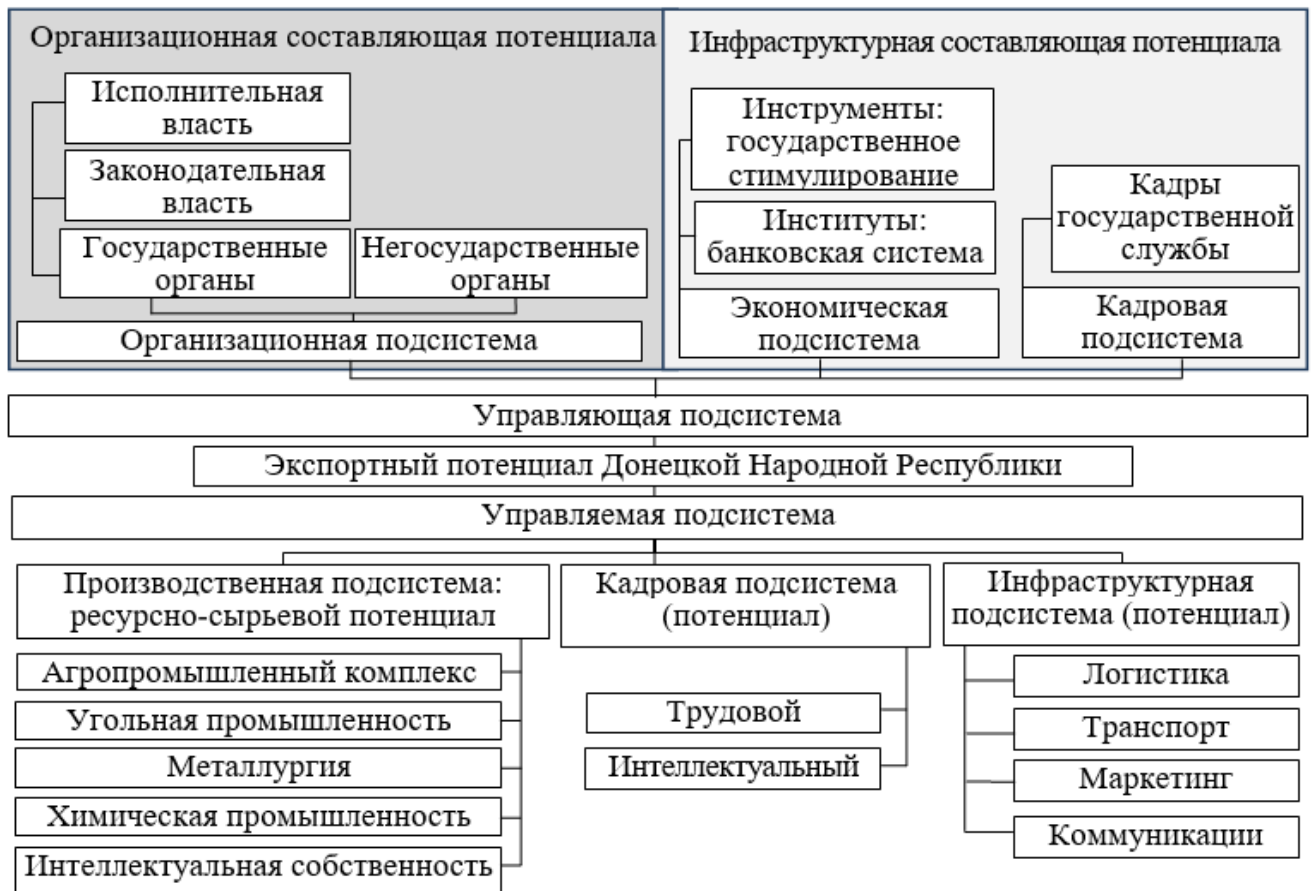 Организационная составляющая потенциала
Исполнительная
власть
Законодательная
власть
Государственные
органы
Негосударственные
органы
Организационная подсистема
Инфраструктурная составляющая потенциала
Инструменты:
государственное
стимулирование
Институты:
банковская система
Экономическая
подсистема
Кадры
государственной
службы
Кадровая
подсистема
Управляющая подсистема
Экспортный потенциал Донецкой Народной Республики
Управляемая подсистема
Производственная подсистема:
ресурсно-сырьевой потенциал
Агропромышленный комплекс
Угольная промышленность
Металлургия
Химическая промышленность
Интеллектуальная собственность
Кадровая подсистема
(потенциал)
Трудовой
Интеллектуальный
Инфраструктурная
подсистема (потенциал)
Логистика
Транспорт
Маркетинг
Коммуникации